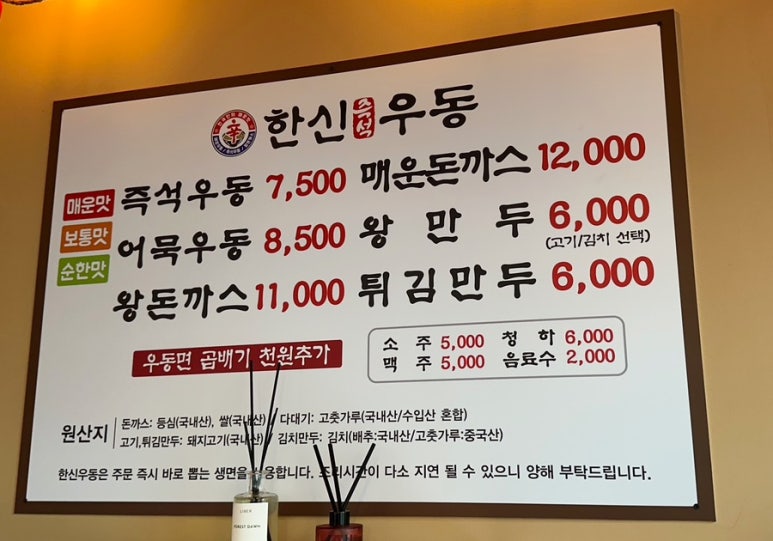 한신 즉석 우동
매운맛
보통맛
순한맛
즉석우동 7,500
어묵우동 8,500
왕돈까스 11,000
매운돈까스 12,000
왕만두 6,000
(고기/김치 선택)
튀김만두 6,000
우동면 곱배기 천원추가
소주 5,000 청하 6,000
맥주 5,000 음료수 2,000
원산지
돈까스: 등심(국내산), 쌀(국내산) / 다대기: 고춧가루(국내산/수입산 혼합)
고기,튀김만두: 돼지고기(국내산) / 김치만두: 김치(배추:국내산/고춧가루:중국산)
한신우동은 주문 즉시 바로 뽑는 생면을 합니다. 조리시간이 다소 지연 될 수 있으니 양해 부탁드립니다.
FOREST DAWN